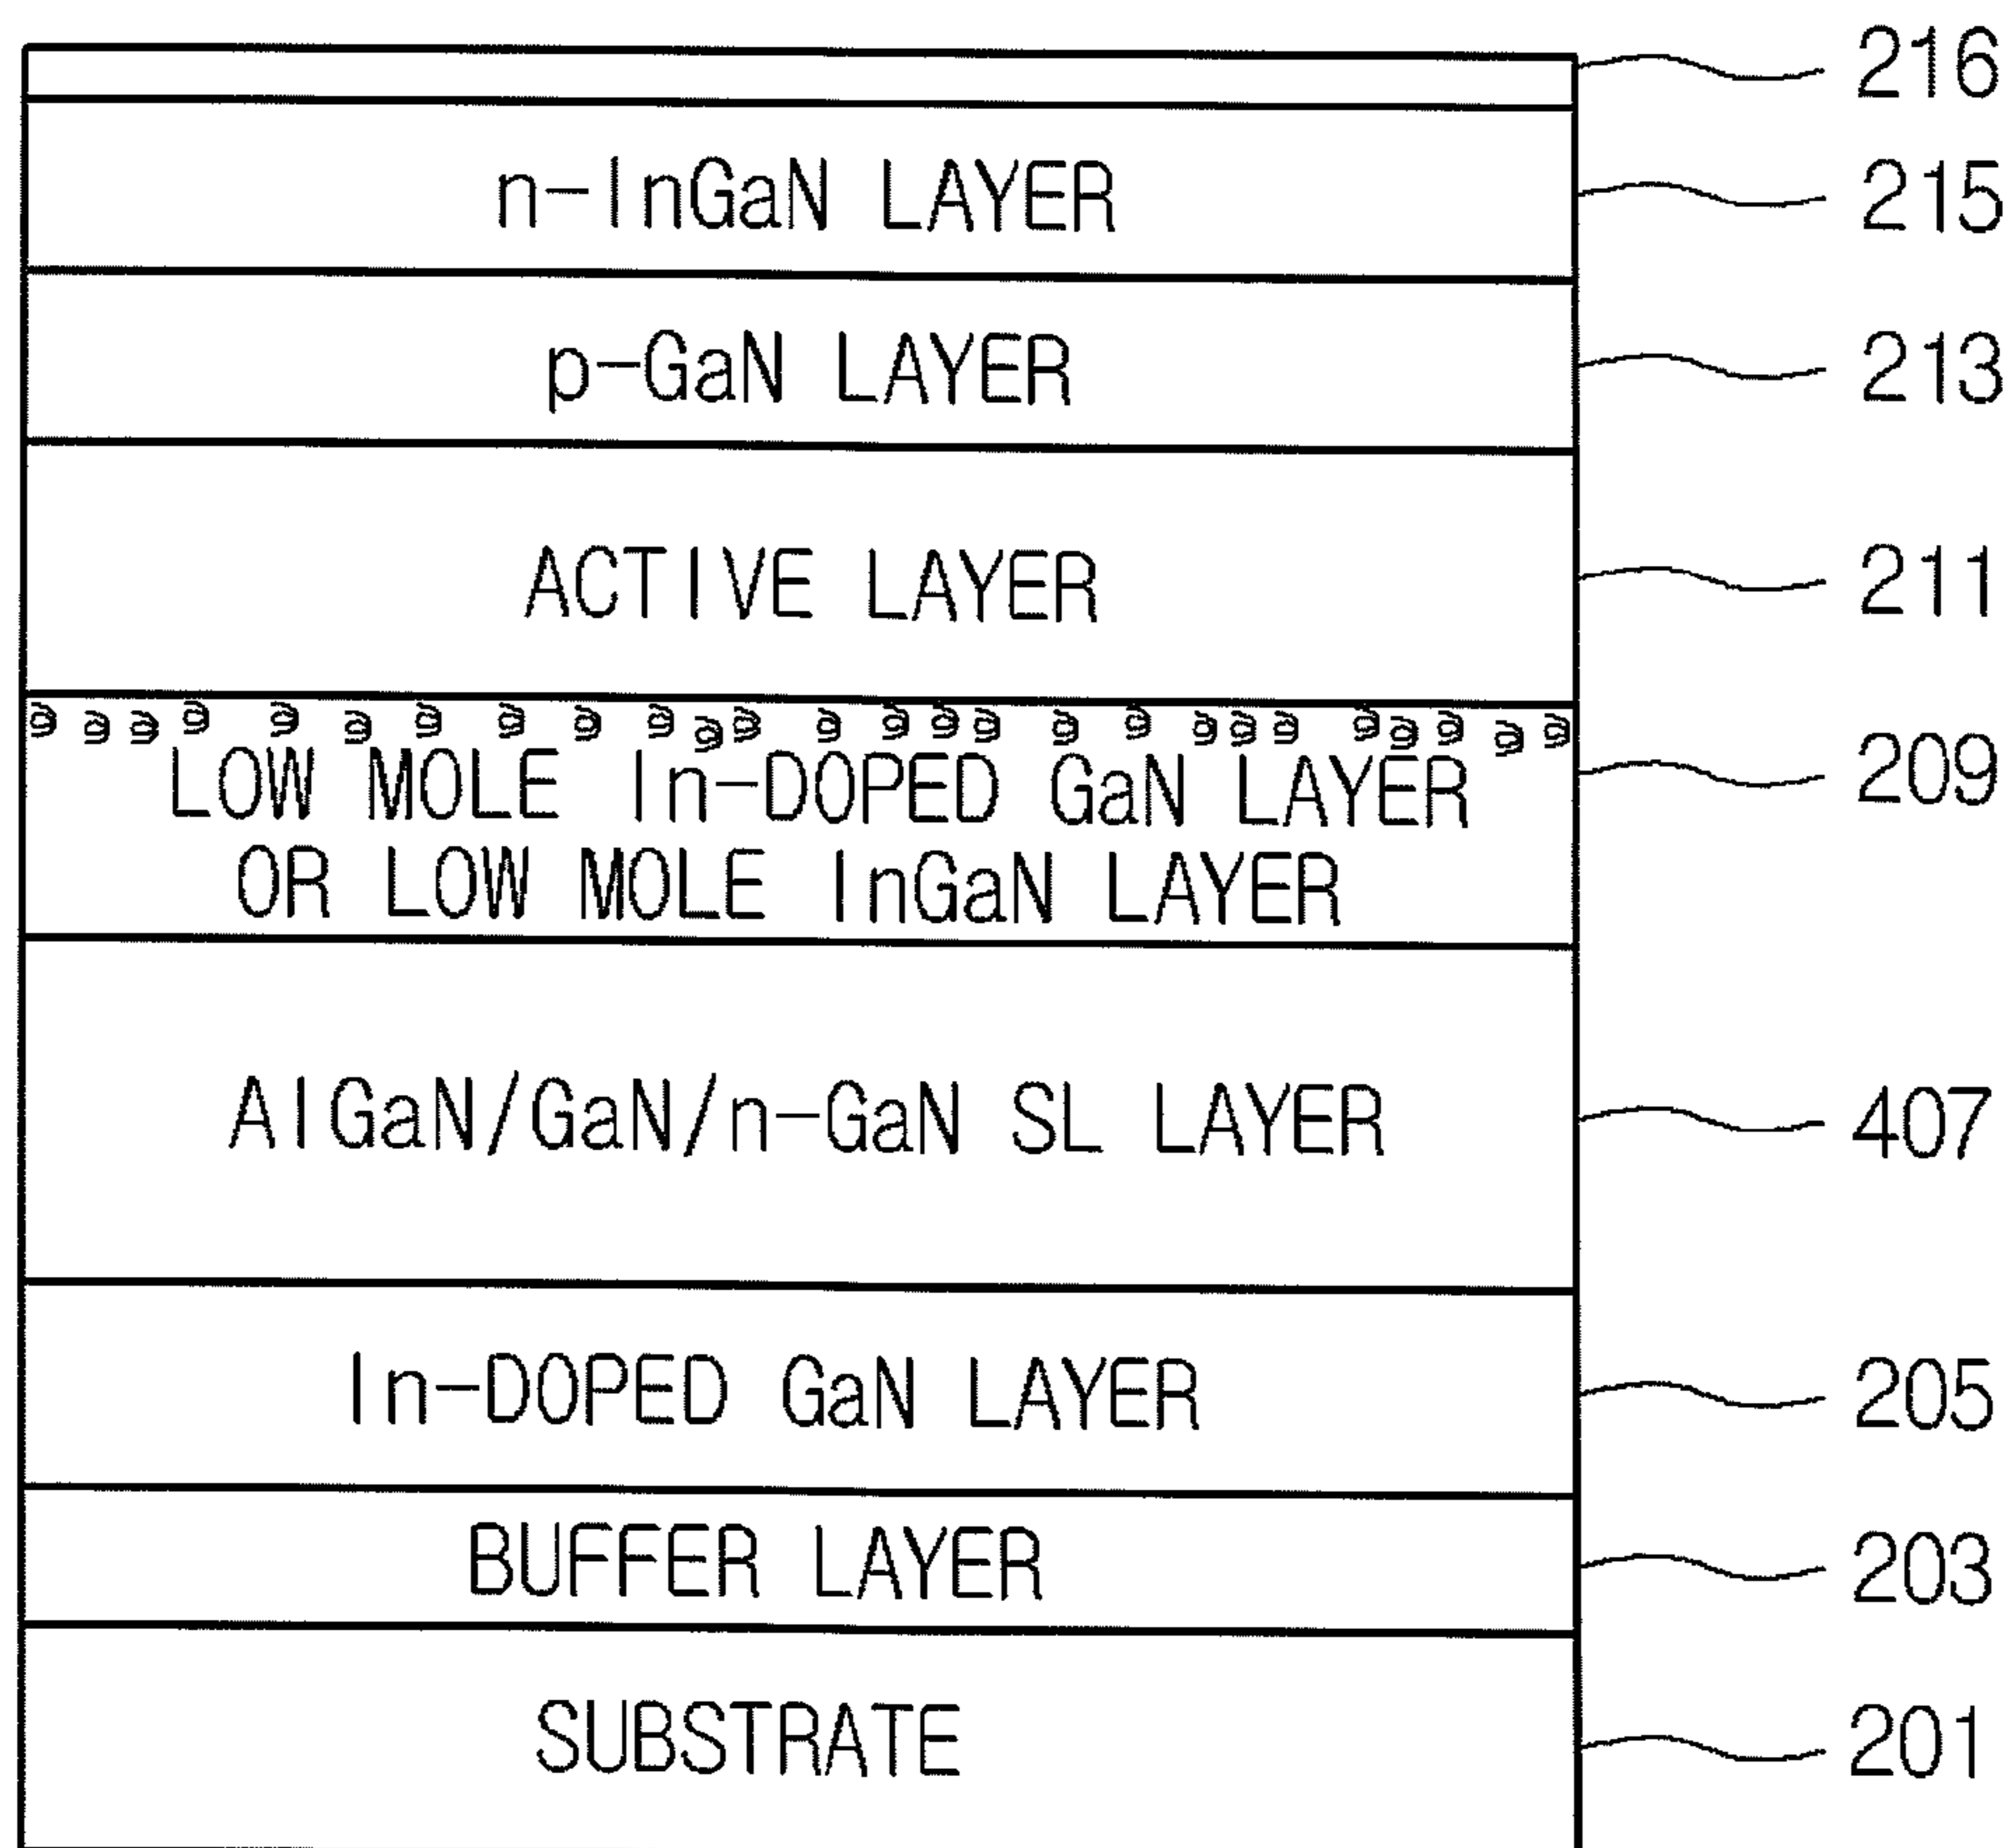 216
n-InGaN LAYER 215
p-GaN LAYER 213
ACTIVE LAYER 211
LOW MOLE In-DOPED GaN LAYER 209
OR LOW MOLE InGaN LAYER
AlGaN/GaN/n-GaN SL LAYER 407
In-DOPED GaN LAYER 205
BUFFER LAYER 203
SUBSTRATE 201